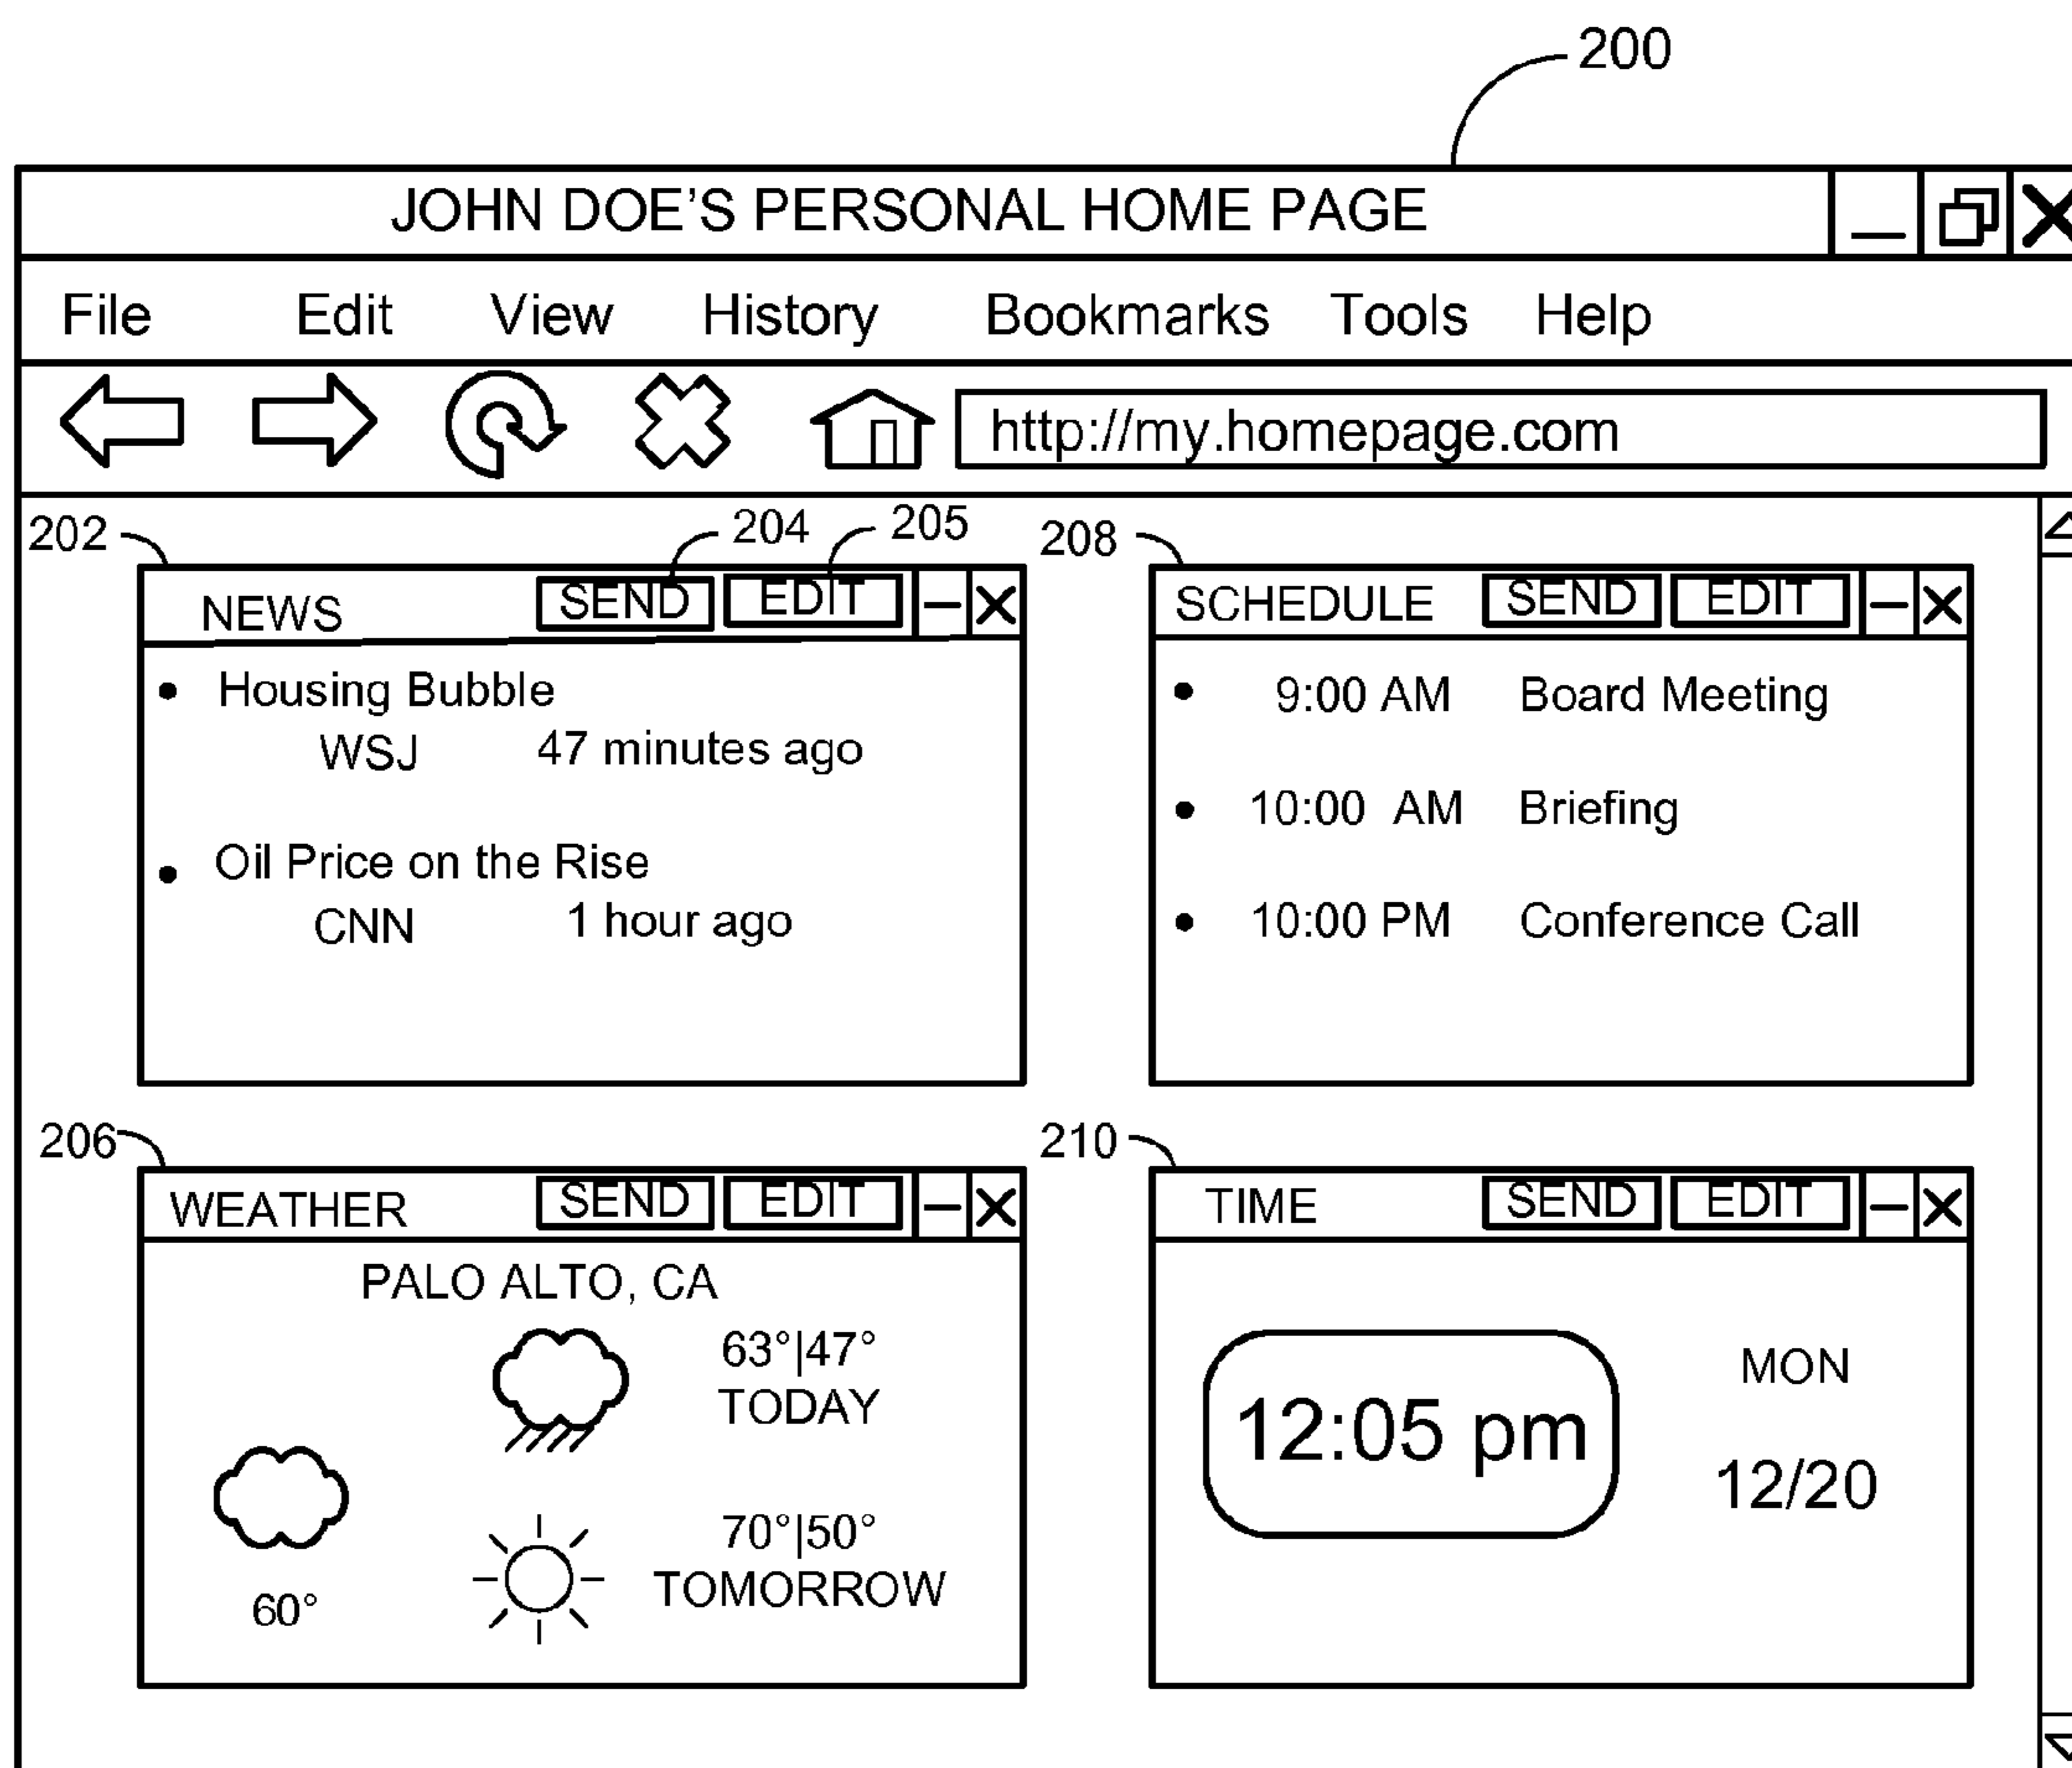 200
JOHN DOE'S PERSONAL HOME PAGE
File Edit View History Bookmarks Tools Help
http://my.homepage.com
202 204 205
NEWS SEND EDIT
• Housing Bubble
WSJ 47 minutes ago
• Oil Price on the Rise
CNN 1 hour ago
208
SCHEDULE SEND EDIT
• 9:00 AM Board Meeting
• 10:00 AM Briefing
• 10:00 PM Conference Call
206
WEATHER SEND EDIT
PALO ALTO, CA
63°|47°
TODAY
60°
70°|50°
TOMORROW
210
TIME SEND EDIT
12:05 pm
MON
12/20